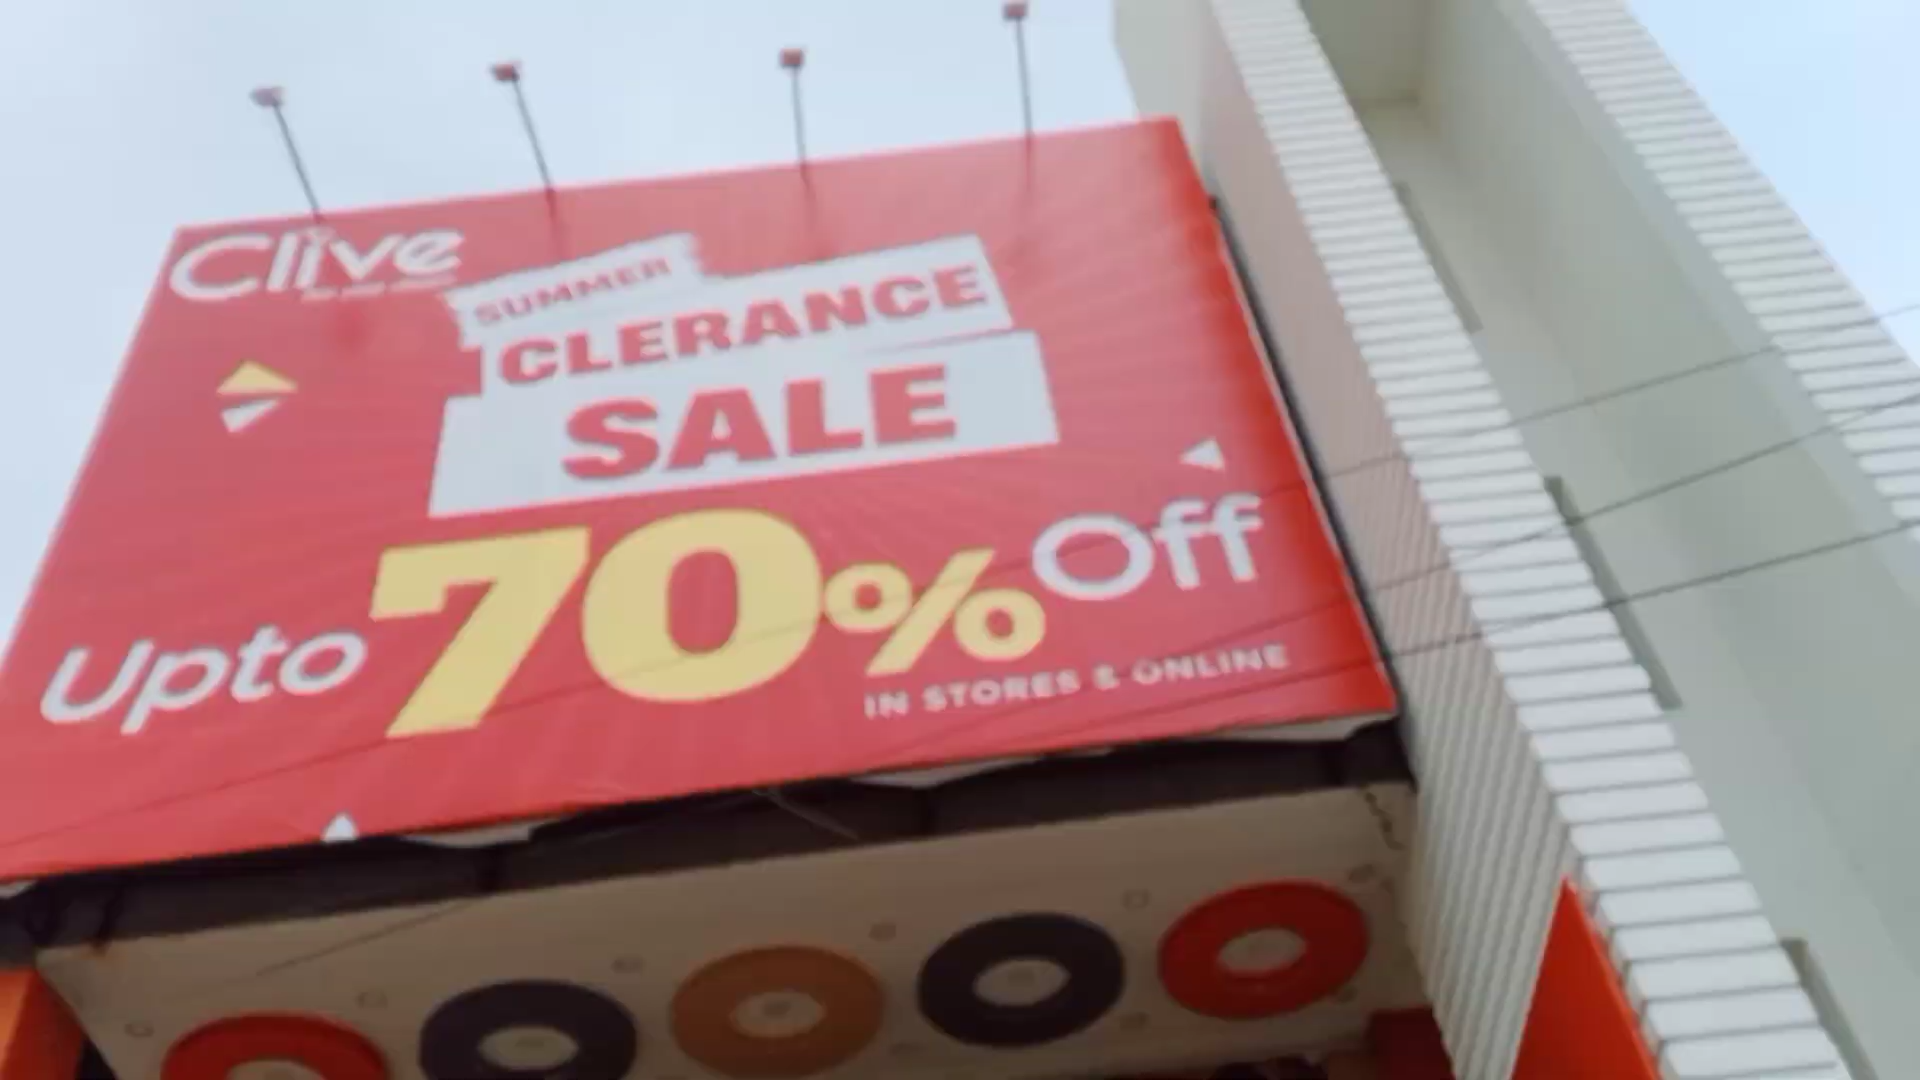 Clive
SUMMER
CLERANCE
SALE
Upto 70% Off
IN STORES & ONLINE